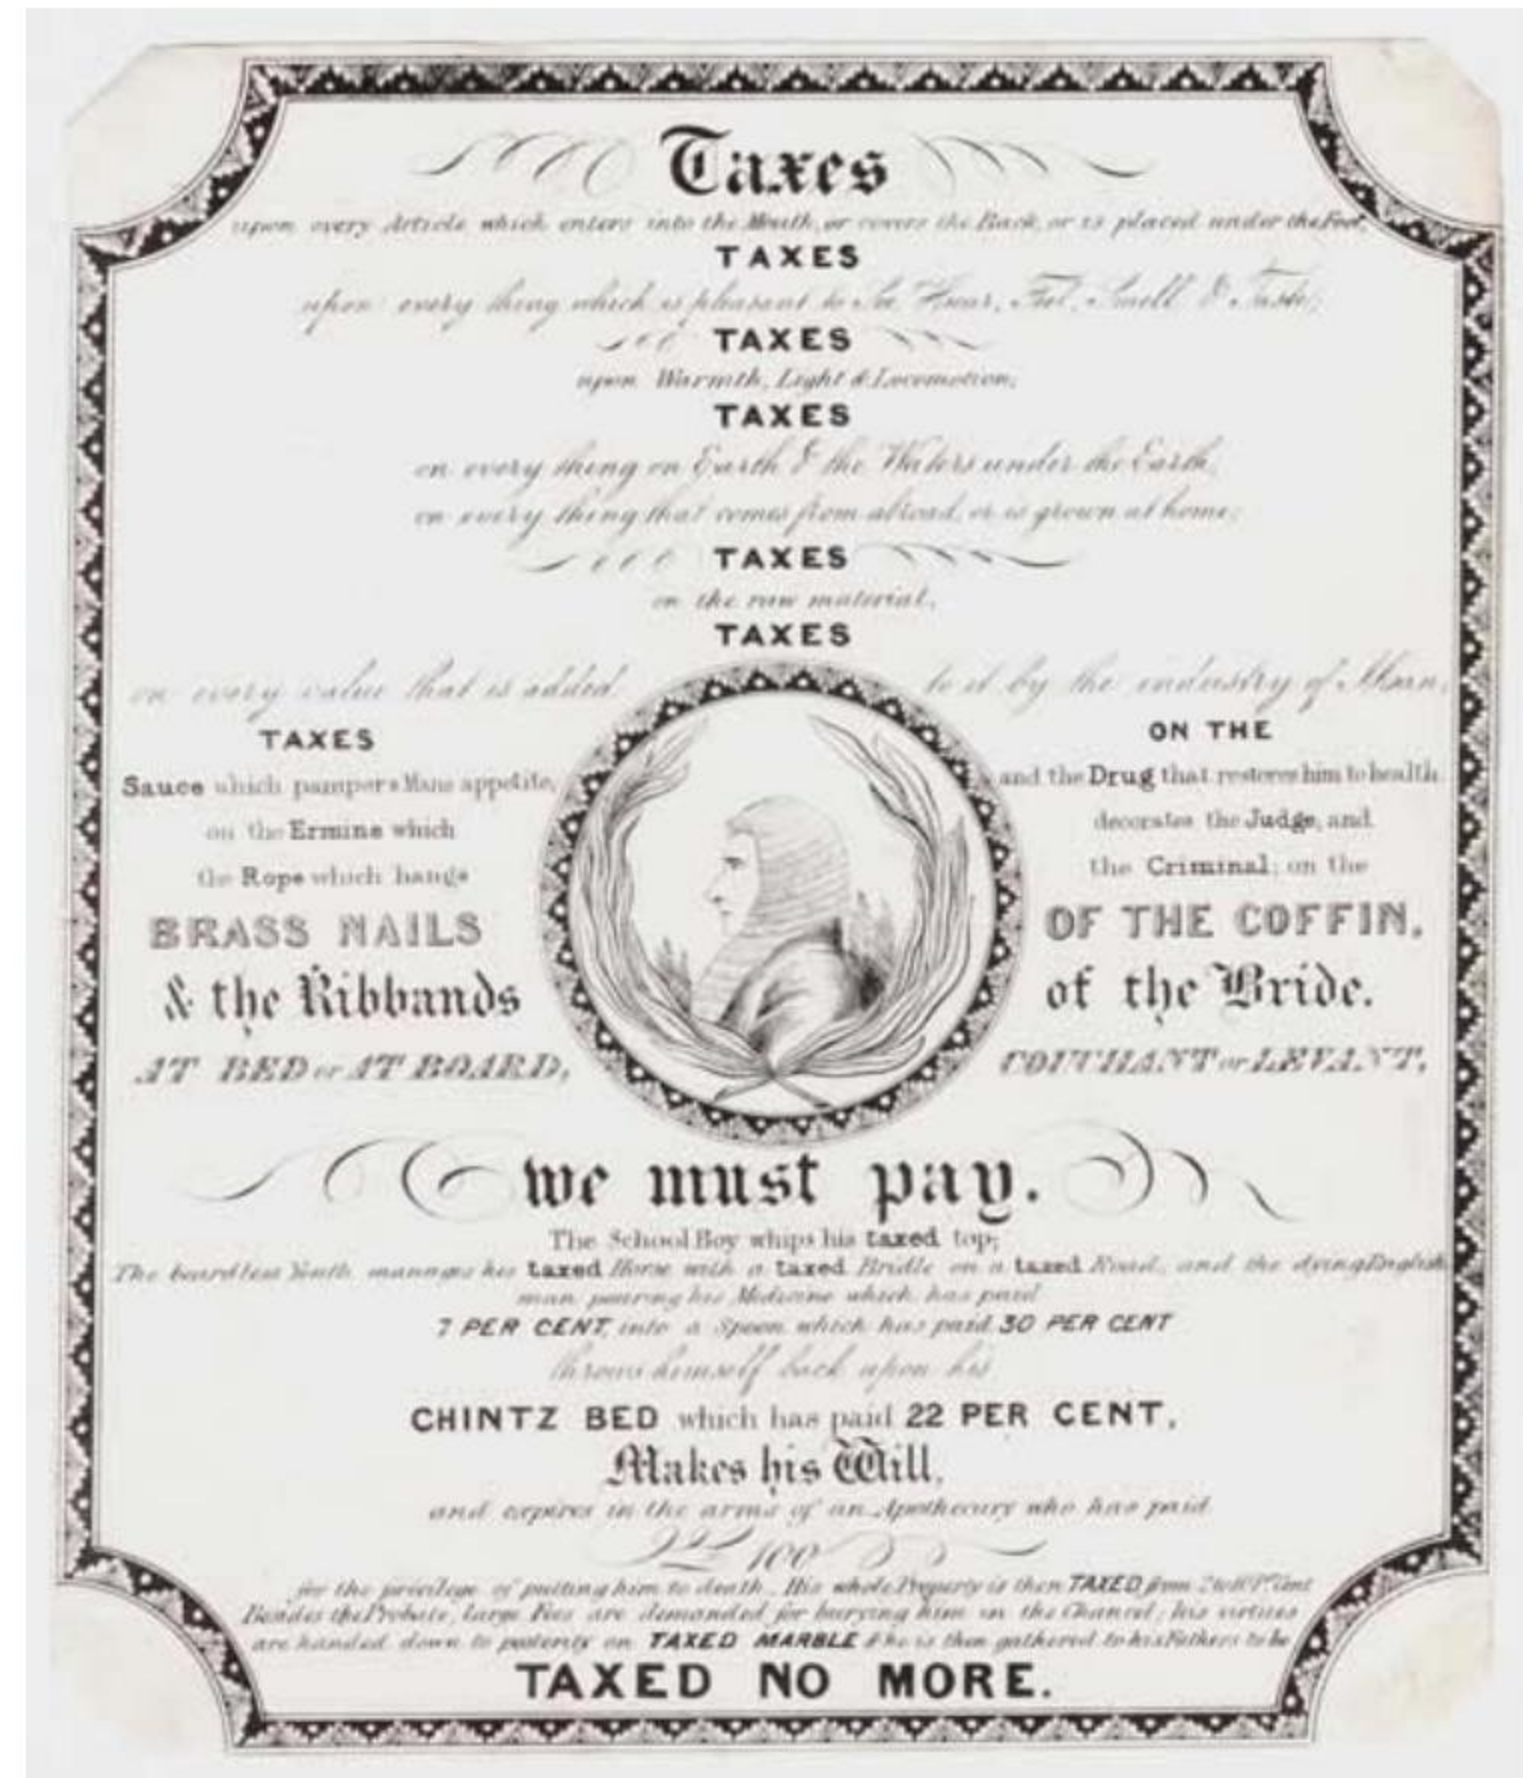 Taxes
upon every Article which enters into the Mouth, or covers the Back, or is placed under the Foot,
TAXES
upon every thing which is pleasant to See, Hear, Feel, Smell & Taste;
TAXES
upon Warmth, Light & Locomotion;
TAXES
on every thing on Earth & the Waters under the Earth,
on every thing that comes from abroad, or is grown at home;
TAXES
on the raw material,
TAXES
on every value that is added to it by the industry of Man,
TAXES ON THE
Sauce which pampers Mans appetite, and the Drug that restores him to health
on the Ermine which decorates the Judge, and
the Rope which hangs the Criminal; on the
BRASS NAILS OF THE COFFIN,
& the Ribbands of the Bride.
AT BED or AT BOARD, COUCHANT or LEVANT,
we must pay.
The School Boy whips his taxed top;
The beardless Youth manages his taxed Horse with a taxed Bridle on a taxed Road; and the dying English
man pouring his Medicine which has paid
7 PER CENT, into a Spoon which has paid 30 PER CENT
throws himself back upon his
CHINTZ BED which has paid 22 PER CENT,
Makes his Will,
and expires in the arms of an Apothecary who has paid
100
for the privilege of putting him to death. His whole Property is then TAXED from 2 to 10 PrCent
Besides the Probate, large Fees are demanded for burying him in the Chancel; his virtues
are handed down to posterity on TAXED MARBLE & he is then gathered to his Fathers to be
TAXED NO MORE.